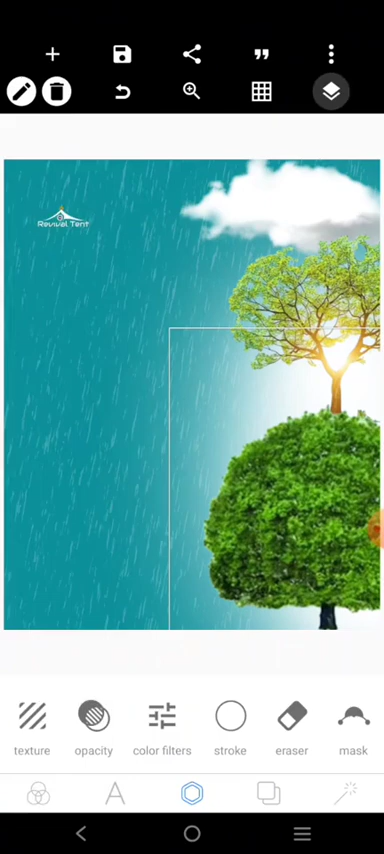 Revival Tent
texture
opacity
color filters
stroke
eraser
mask